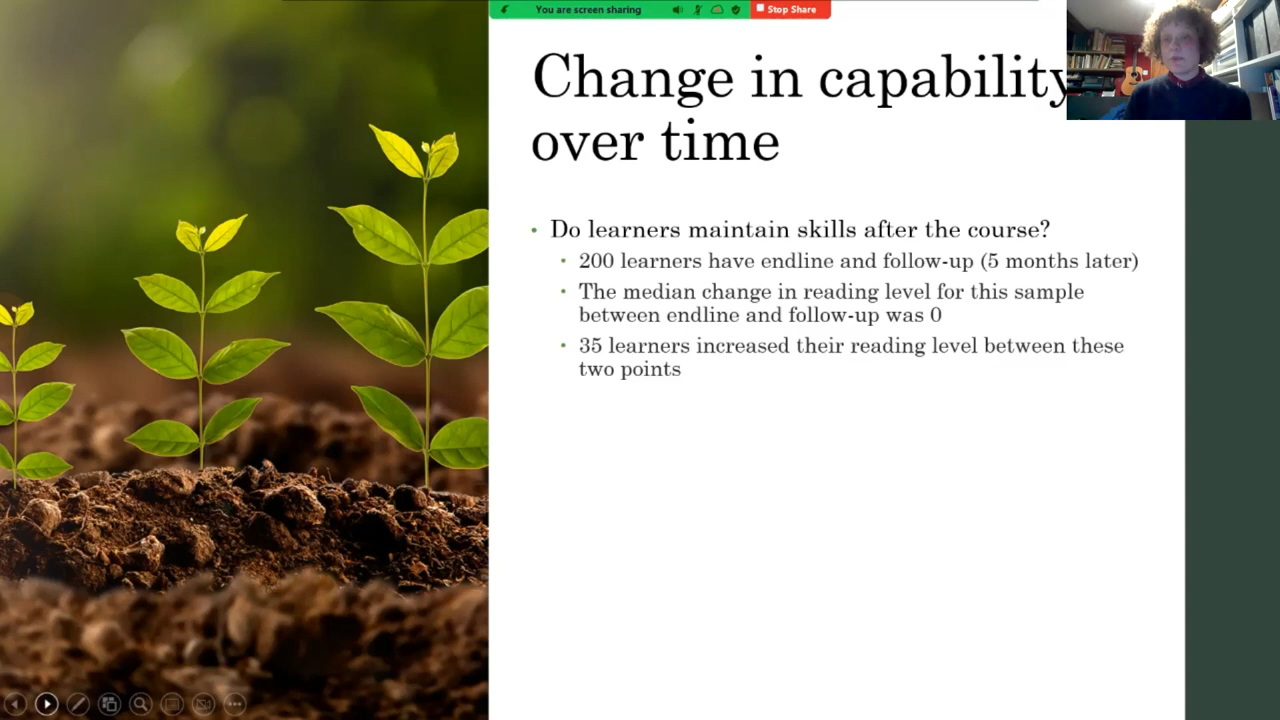 You are screen sharing
Stop Share
Change in capability
over time
• Do learners maintain skills after the course?
• 200 learners have endline and follow-up (5 months later)
• The median change in reading level for this sample
between endline and follow-up was 0
• 35 learners increased their reading level between these
two points